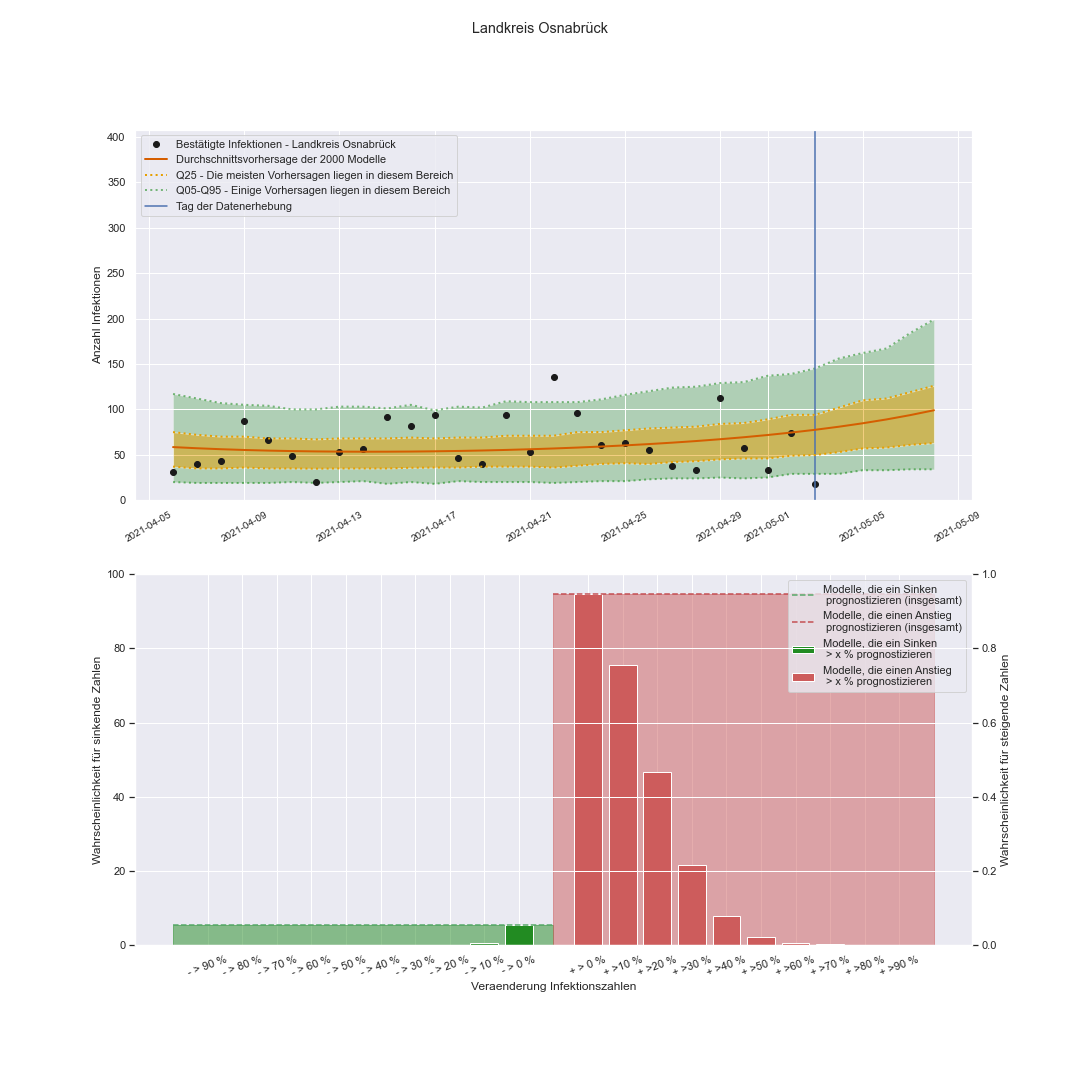 Landkreis Osnabrück
400
350
300
250
200
150
100
50
0
Anzahl Infektionen
Bestätigte Infektionen - Landkreis Osnabrück
Durchschnittsvorhersage der 2000 Modelle
Q25 - Die meisten Vorhersagen liegen in diesem Bereich
Q05-Q95 - Einige Vorhersagen liegen in diesem Bereich
Tag der Datenerhebung
2021-04-05
2021-04-09
2021-04-13
2021-04-17
2021-04-21
2021-04-25
2021-04-29
2021-05-01
2021-05-05
2021-05-09
100
80
60
40
20
0
Wahrscheinlichkeit für sinkende Zahlen
Modelle, die ein Sinken
prognostizieren (insgesamt)
Modelle, die einen Anstieg
prognostizieren (insgesamt)
Modelle, die ein Sinken
> x % prognostizieren
Modelle, die einen Anstieg
> x % prognostizieren
1.0
0.8
0.6
0.4
0.2
0.0
Wahrscheinlichkeit für steigende Zahlen
- > 90 %
- > 80 %
- > 70 %
- > 60 %
- > 50 %
- > 40 %
- > 30 %
- > 20 %
- > 10 %
- > 0 %
+ > 0 %
+ >10 %
+ >20 %
+ >30 %
+ >40 %
+ >50 %
+ >60 %
+ >70 %
+ >80 %
+ >90 %
Veraenderung Infektionszahlen